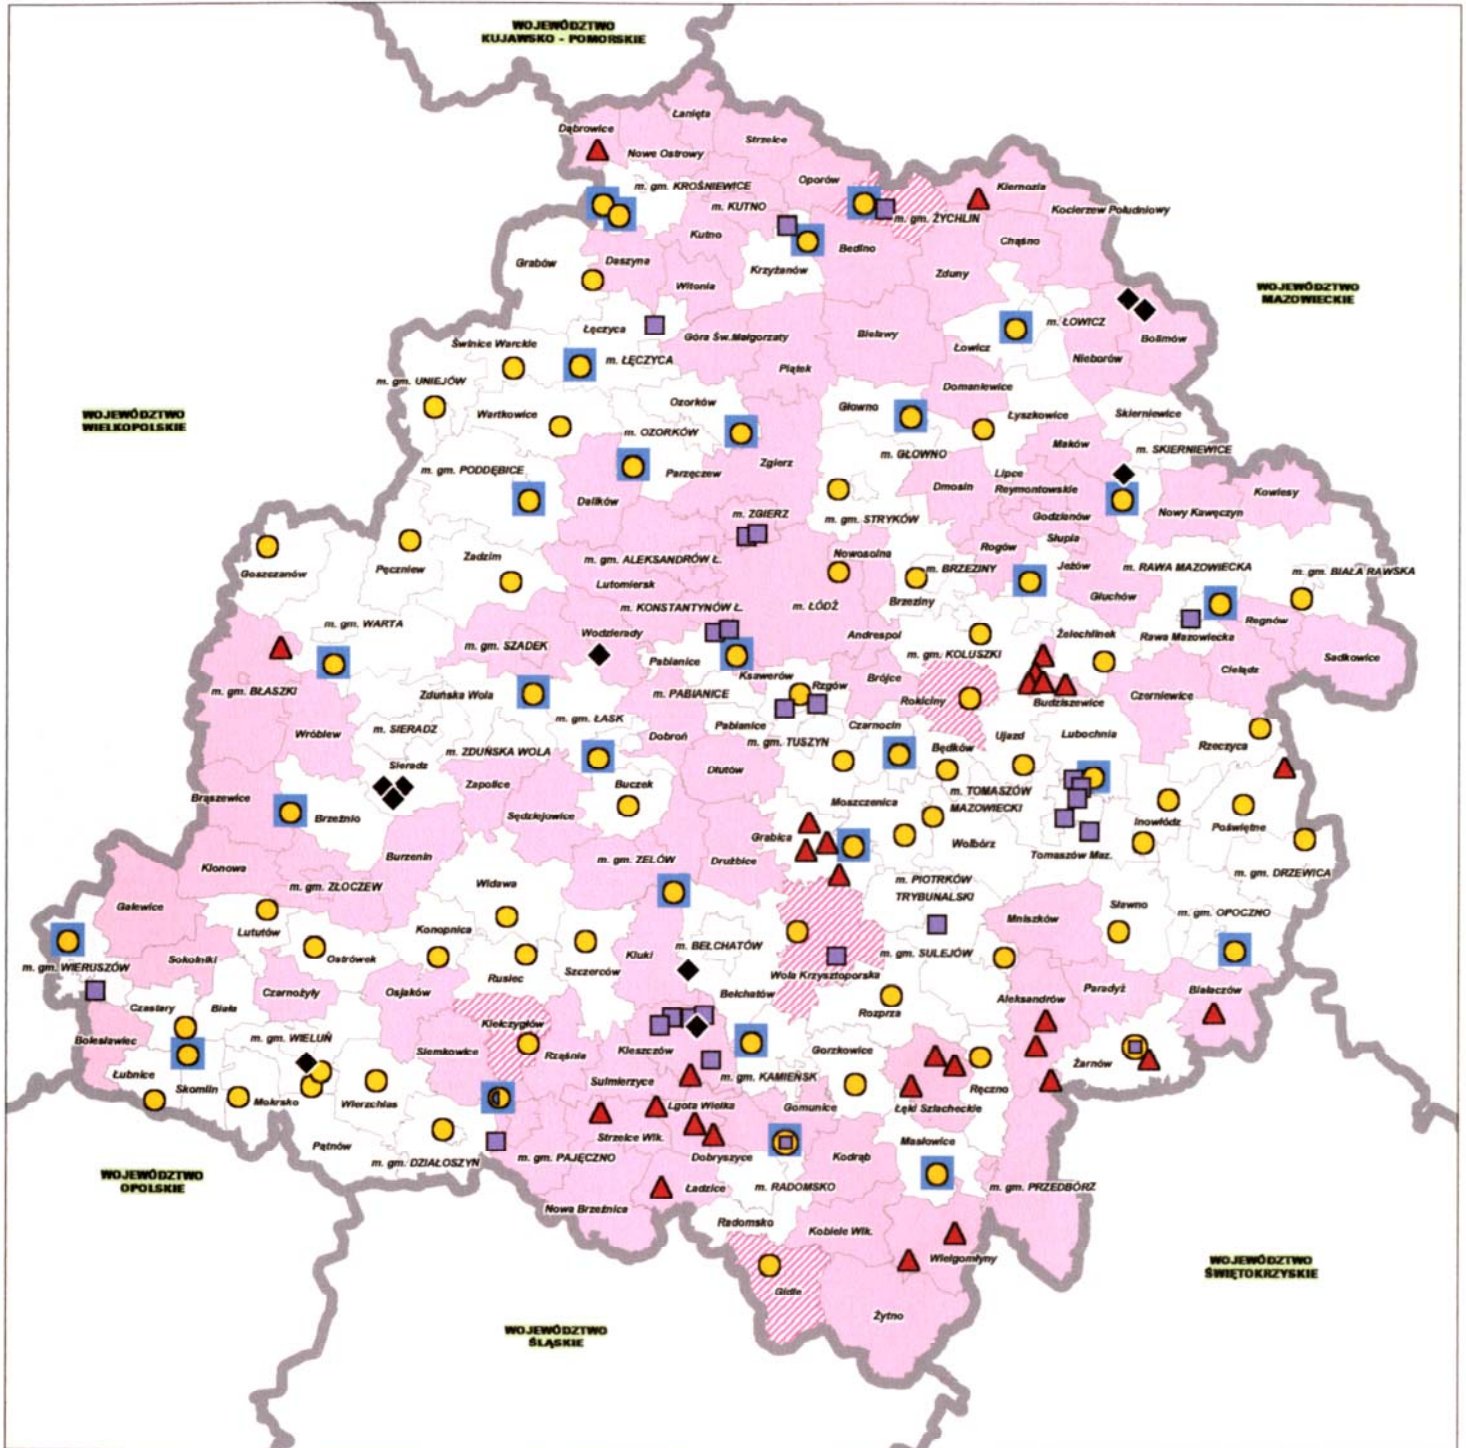 WOJEWÓDZTWO
KUJAWSKO - POMORSKIE
Łanięta
Dąbrowice
Strzelce
Nowe Ostrowy
Oporów
m. gm. KROŚNIEWICE
Kiernozia
m. KUTNO
Kocierzew Południowy
m. gm. ŻYCHLIN
Kutno
Chąśno
Bedlno
Daszyna
Grabów
Krzyżanów
Zduny
Witonia
WOJEWÓDZTWO
MAZOWIECKIE
Łęczyca
m. ŁOWICZ
Góra Św.Małgorzaty
Bielawy
Bolimów
Świnice Warckie
Łowicz
Nieborów
m. ŁĘCZYCA
Piątek
m. gm. UNIEJÓW
Domaniewice
Ozorków
Głowno
WOJEWÓDZTWO
WIELKOPOLSKIE
Wartkowice
Łyszkowice
Skierniewice
m. OZORKÓW
Maków
m. SKIERNIEWICE
m. GŁOWNO
Zgierz
m. gm. PODDĘBICE
Parzęczew
Lipce
Reymontowskie
Dmosin
Kowiesy
Dalików
Nowy Kawęczyn
m. ZGIERZ
m. gm. STRYKÓW
Godzianów
Słupia
Rogów
Nowosolna
Zadzim
m. gm. ALEKSANDRÓW Ł.
Pęczniew
Goszczanów
m. BRZEZINY
Jeżów
m. RAWA MAZOWIECKA
m. gm. BIAŁA RAWSKA
Lutomiersk
Głuchów
Brzeziny
m. KONSTANTYNÓW Ł.
m. ŁÓDŹ
Regnów
m. gm. WARTA
Wodzierady
Andrespol
Żelechlinek
Rawa Mazowiecka
m. gm. SZADEK
m. gm. KOLUSZKI
Pabianice
Sadkowice
Ksawerów
Brójce
Cielądz
m. gm. BŁASZKI
Zduńska Wola
m. PABIANICE
Rzgów
Rokiciny
Budziszewice
Czerniewice
m. gm. ŁASK
Pabianice
Czarnocin
m. SIERADZ
Wróblew
Dobroń
m. gm. TUSZYN
Ujazd
Lubochnia
Będków
Rzeczyca
m. ZDUŃSKA WOLA
Sieradz
Dłutów
Zapolice
Buczek
m. TOMASZÓW
MAZOWIECKI
Brąszewice
Moszczenica
Brzeźnio
Sędziejowice
Inowłódz
Poświętne
Grabica
Wolbórz
Burzenin
m. gm. ZELÓW
Drużbice
Tomaszów Maz.
Klonowa
m. gm. DRZEWICA
m. gm. ZŁOCZEW
Widawa
m. PIOTRKÓW
TRYBUNALSKI
Galewice
Sławno
m. gm. OPOCZNO
Mniszków
Lututów
Konopnica
m. BEŁCHATÓW
Kluki
m. gm. SULEJÓW
Sokolniki
Ostrówek
m. gm. WIERUSZÓW
Rusiec
Szczerców
Wola Krzysztoporska
Czarnożyły
Osjaków
Bełchatów
Paradyż
Białaczów
Aleksandrów
Czastary
Biała
Rozprza
Kiełczygłów
m. gm. WIELUŃ
Bolesławiec
Siemkowice
Rząśnia
Kleszczów
Gorzkowice
Żarnów
Łubnice
Skomlin
Sulmierzyce
m. gm. KAMIEŃSK
Ręczno
Mokrsko
Wierzchlas
Lgota Wielka
Gomunice
Łęki Szlacheckie
Pątnów
Strzelce Wlk.
Masłowice
m. gm. DZIAŁOSZYN
m. gm. PAJĘCZNO
Dobryszyce
Kodrąb
WOJEWÓDZTWO
OPOLSKIE
Ładzice
m. RADOMSKO
m. gm. PRZEDBÓRZ
Nowa Brzeźnica
Radomsko
Kobiele Wlk.
Wielgomłyny
WOJEWÓDZTWO
ŚWIĘTOKRZYSKIE
Gidle
Żytno
WOJEWÓDZTWO
ŚLĄSKIE